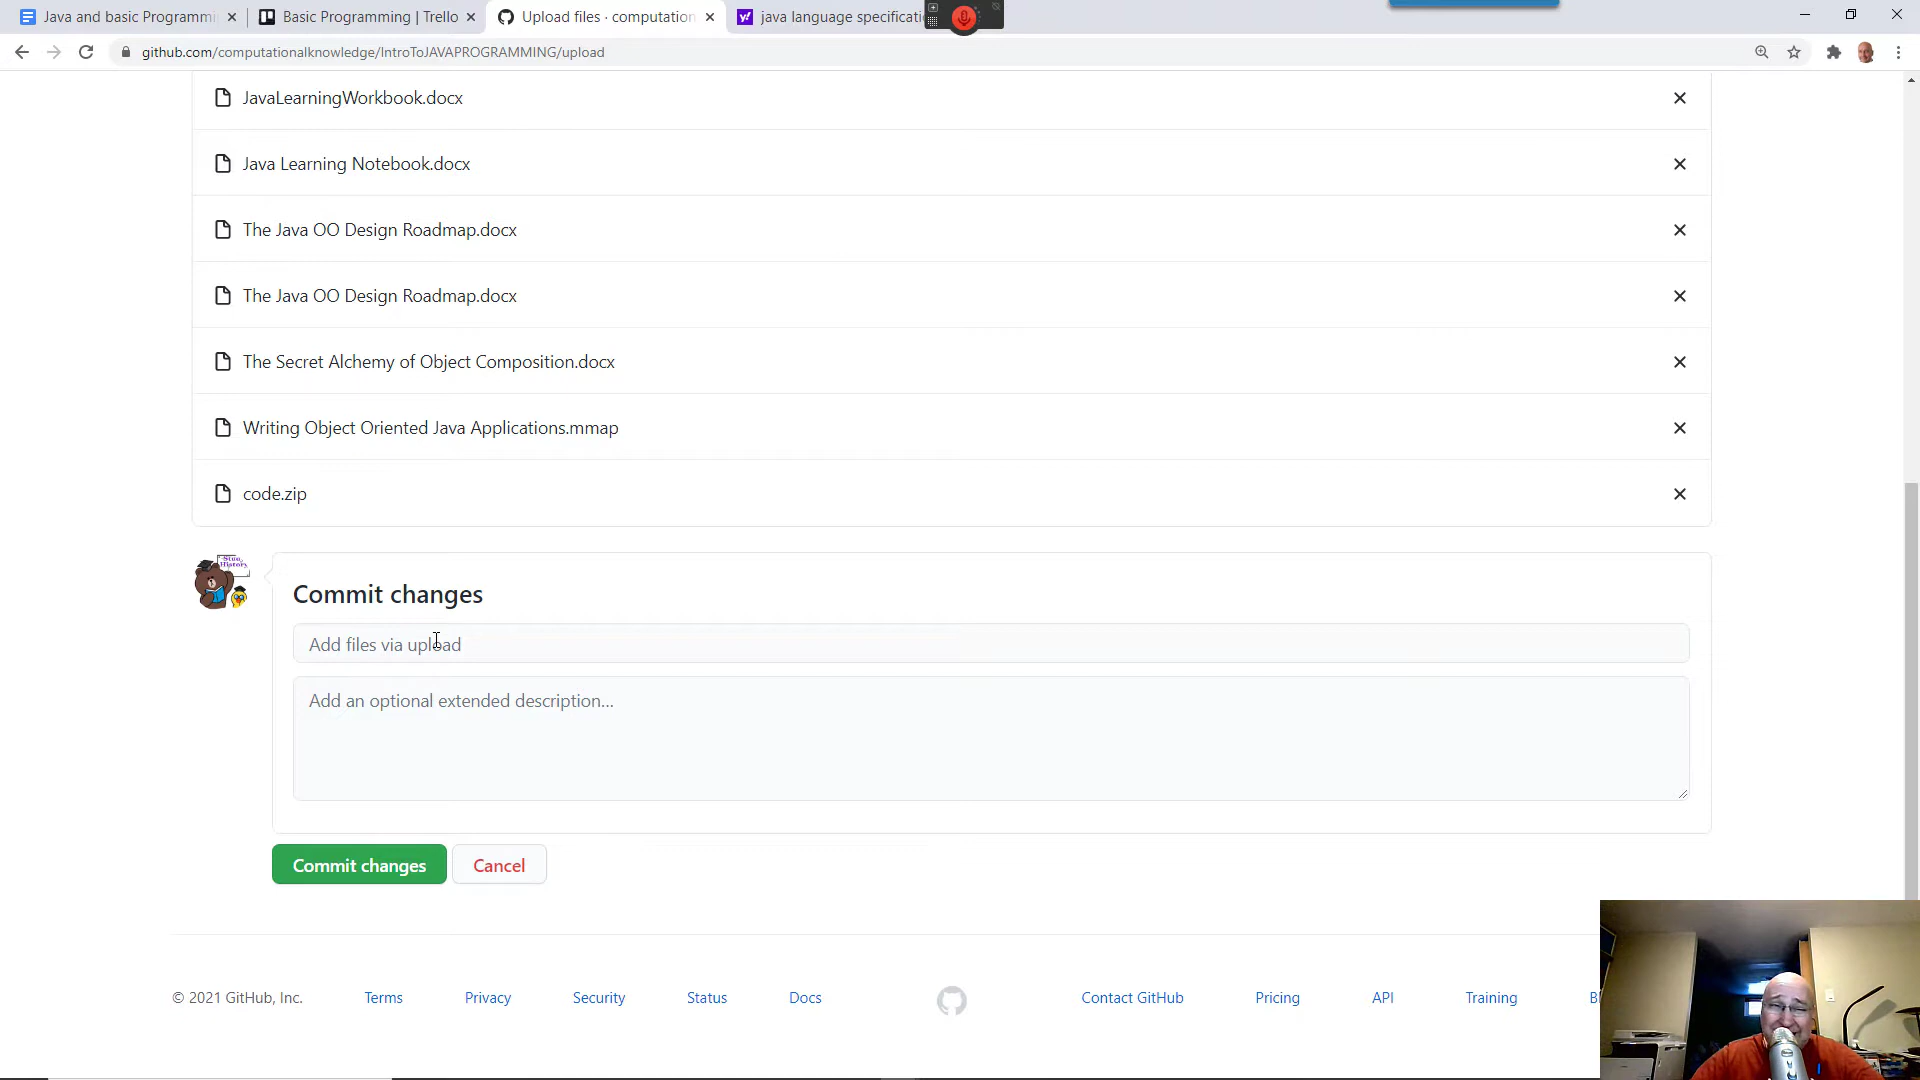 Java and basic Programmi
Basic Programming | Trello
Upload files · computation
java language specificati
github.com/computationalknowledge/IntroToJAVAPROGRAMMING/upload
JavaLearningWorkbook.docx
Java Learning Notebook.docx
The Java OO Design Roadmap.docx
The Java OO Design Roadmap.docx
The Secret Alchemy of Object Composition.docx
Writing Object Oriented Java Applications.mmap
code.zip
Commit changes
Add files via upload
Add an optional extended description...
Commit changes
Cancel
© 2021 GitHub, Inc.
Terms
Privacy
Security
Status
Docs
Contact GitHub
Pricing
API
Training